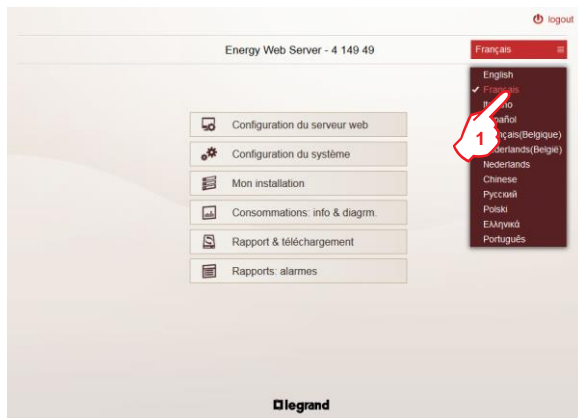 logout
Energy Web Server - 4 149 49
Français
English
Français
Configuration du serveur web
Configuration du système
Mon installation
Consommations: info & diagrm.
Rapport & téléchargement
Rapports: alarmes
1
Nederlands
Chinese
Русский
Polski
Ελληνικά
Português
legrand